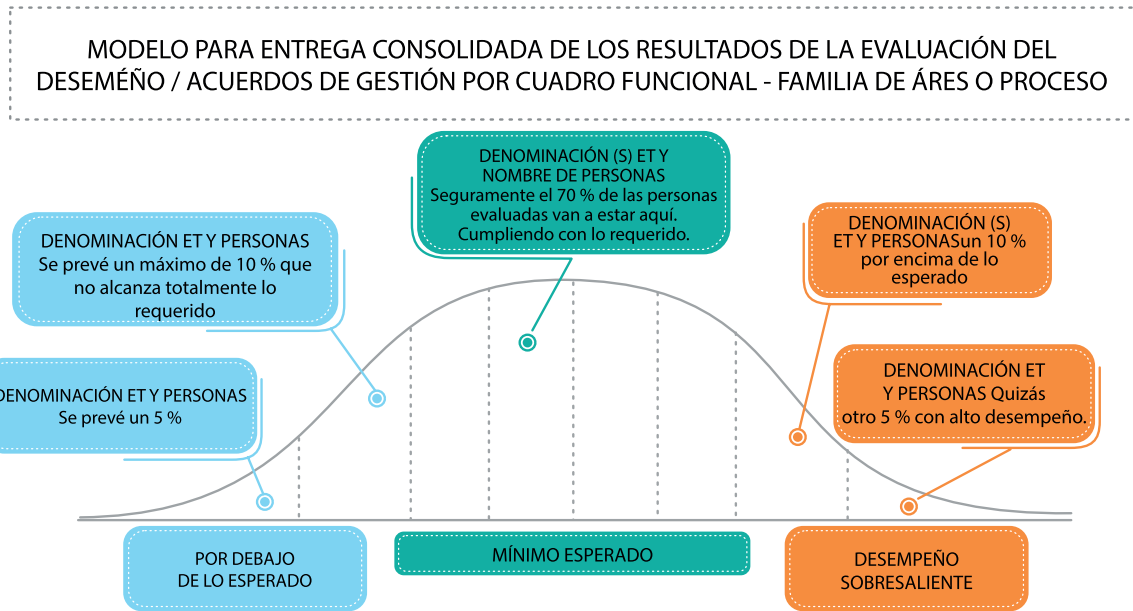 MODELO PARA ENTREGA CONSOLIDADA DE LOS RESULTADOS DE LA EVALUACIÓN DEL
DESEMÉÑO / ACUERDOS DE GESTIÓN POR CUADRO FUNCIONAL - FAMILIA DE ÁRES O PROCESO
DENOMINACIÓN (S) ET Y
NOMBRE DE PERSONAS
Seguramente el 70 % de las personas
evaluadas van a estar aquí.
Cumpliendo con lo requerido.
DENOMINACIÓN ET Y PERSONAS
Se prevé un máximo de 10 % que
no alcanza totalmente lo
requerido
DENOMINACIÓN (S)
ET Y PERSONASun 10 %
por encima de lo
esperado
DENOMINACIÓN ET Y PERSONAS
Se prevé un 5 %
DENOMINACIÓN ET
Y PERSONAS Quizás
otro 5 % con alto desempeño.
POR DEBAJO
DE LO ESPERADO
MÍNIMO ESPERADO
DESEMPEÑO
SOBRESALIENTE